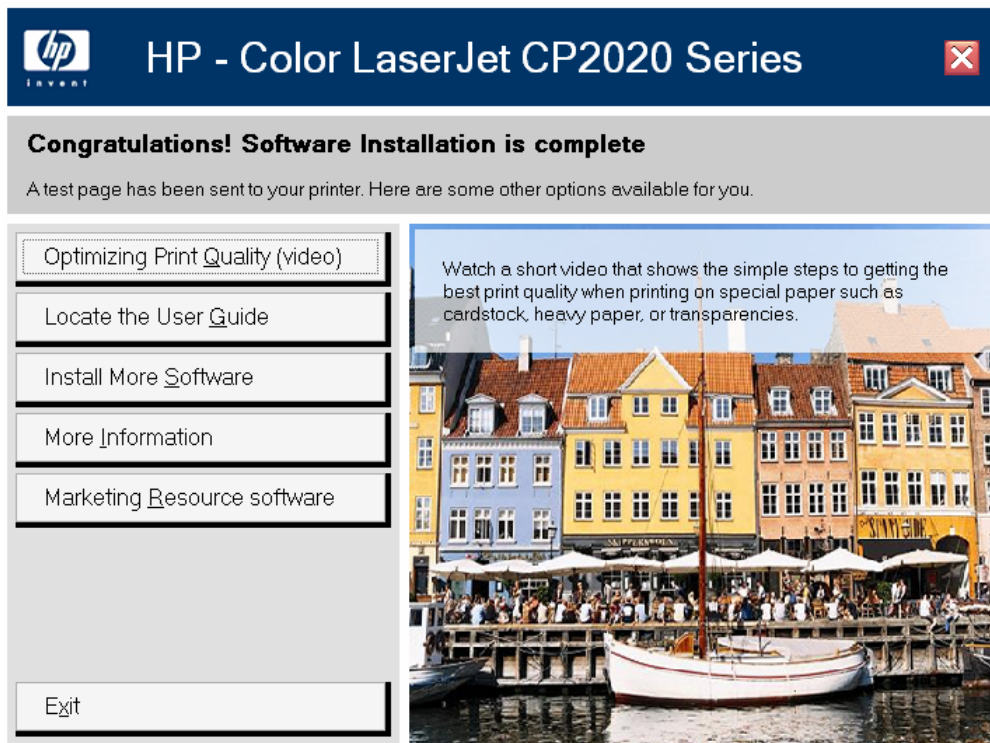 hp
invent
HP - Color LaserJet CP2020 Series
Congratulations! Software Installation is complete
A test page has been sent to your printer. Here are some other options available for you.
Optimizing Print Quality (video)
Locate the User Guide
Install More Software
More Information
Marketing Resource software
Exit
Watch a short video that shows the simple steps to getting the
best print quality when printing on special paper such as
cardstock, heavy paper, or transparencies.